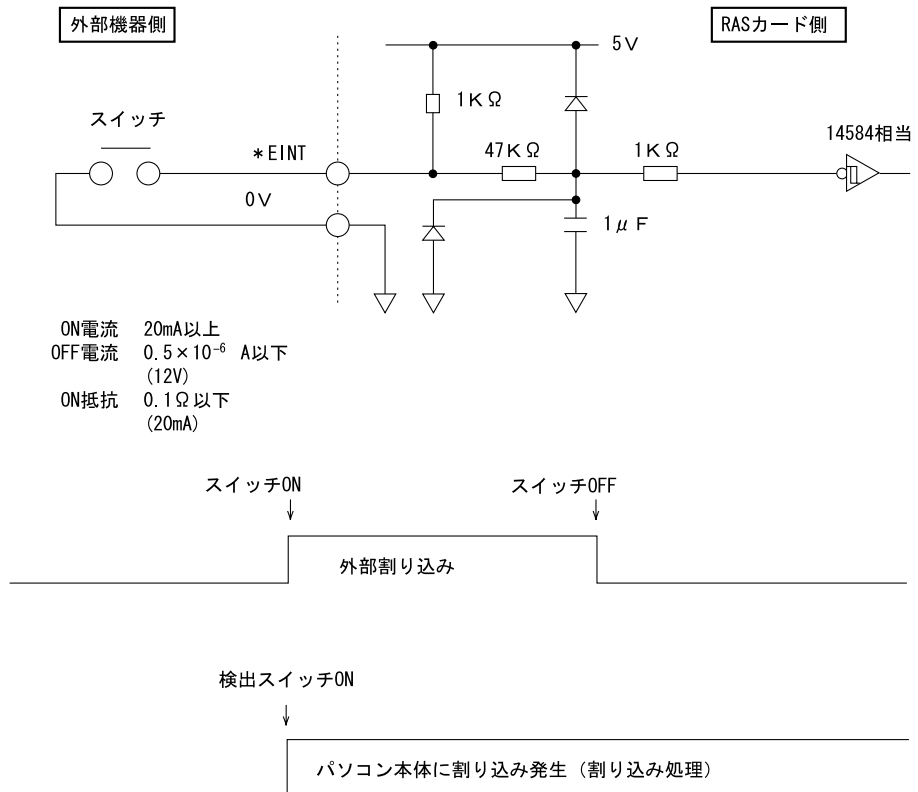 外部機器側
RASカード側
5V
1KΩ
スイッチ
14584相当
*EINT
47KΩ
1KΩ
0V
1μF
ON電流 20mA以上
OFF電流 0.5×10⁻⁶ A以下
(12V)
ON抵抗 0.1Ω以下
(20mA)
スイッチON
スイッチOFF
外部割り込み
検出スイッチON
パソコン本体に割り込み発生（割り込み処理）